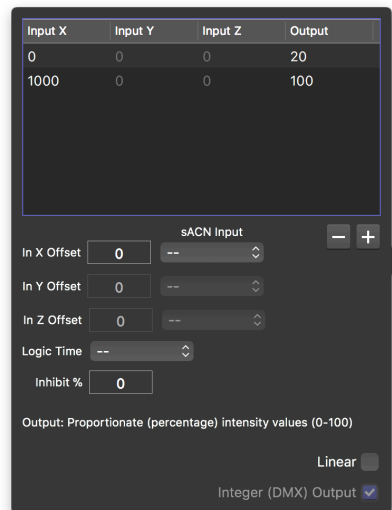 Input X Input Y Input Z Output
0 0 0 20
1000 0 0 100
sACN Input
In X Offset 0 --
In Y Offset 0 --
In Z Offset 0 --
Logic Time --
Inhibit % 0
Output: Proportionate (percentage) intensity values (0-100)
Linear
Integer (DMX) Output